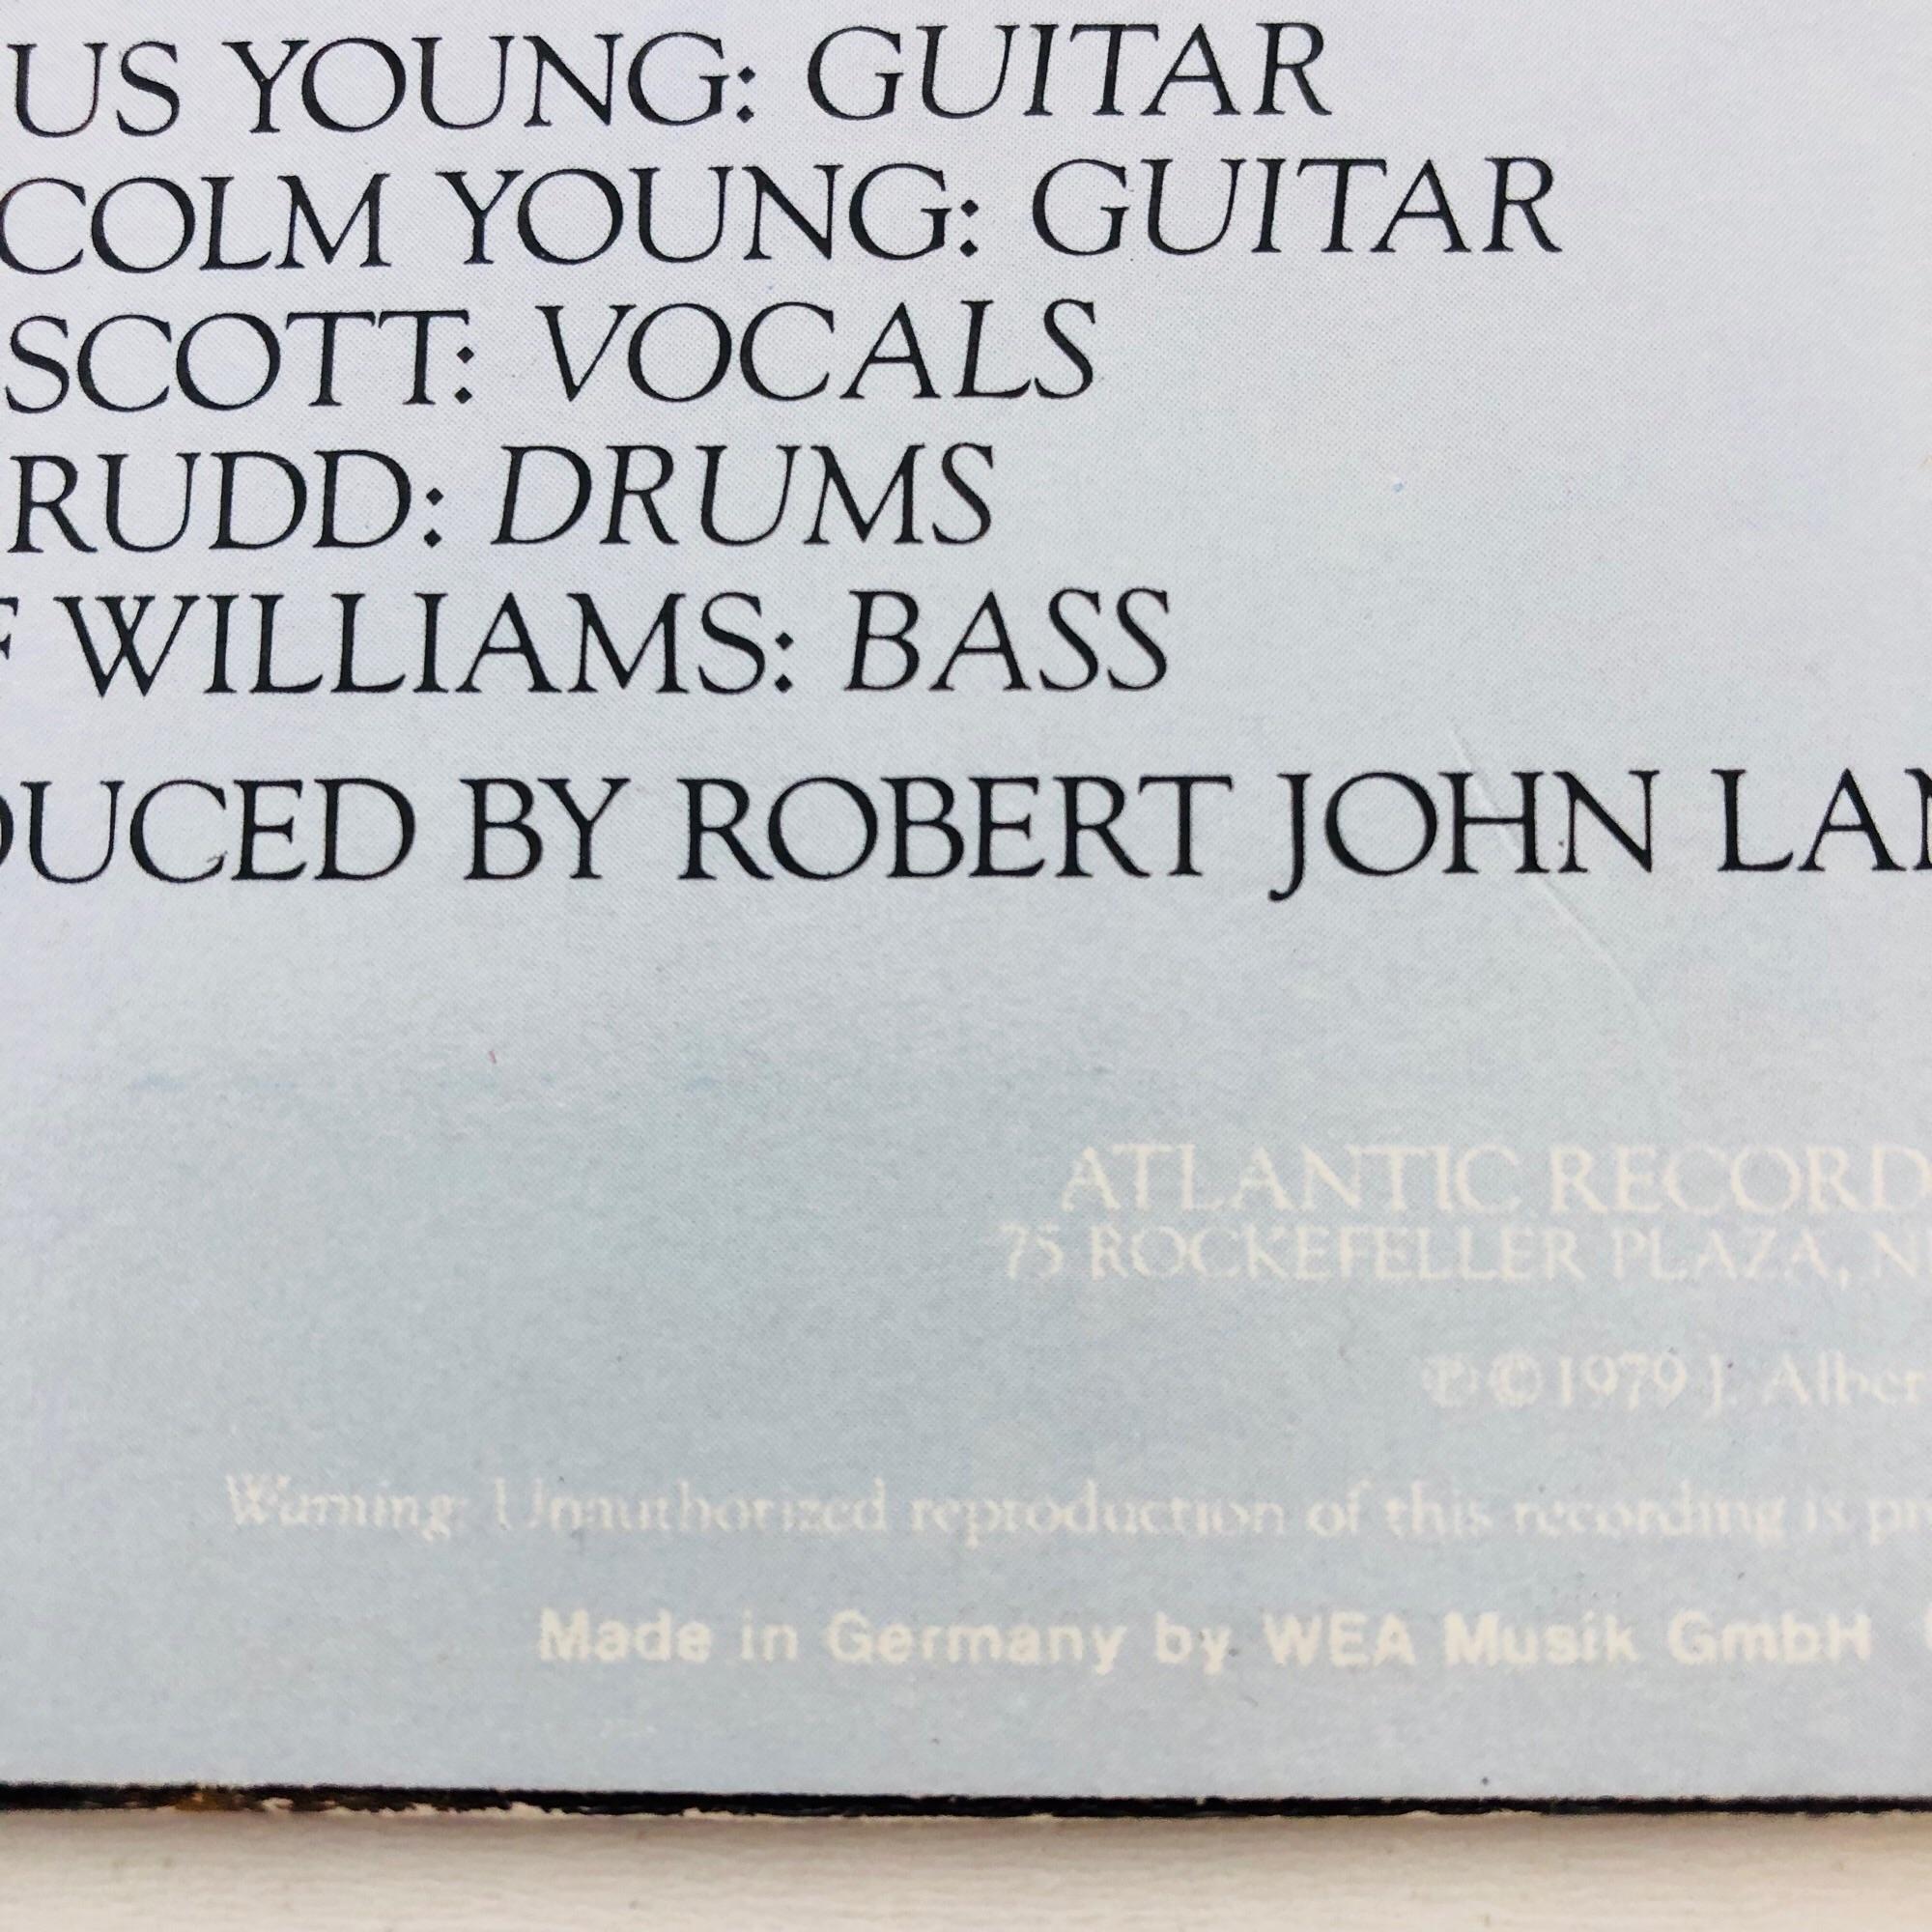 US YOUNG: GUITAR
COLM YOUNG: GUITAR
SCOTT: VOCALS
RUDD: DRUMS
F WILLIAMS: BASS
DUCED BY ROBERT JOHN LAN
ATLANTIC RECORD
75 ROCKEFELLER PLAZA, NE
℗ © 1979 J. Alber
Warning: Unauthorized reproduction of this recording is pr
Made in Germany by WEA Musik GmbH